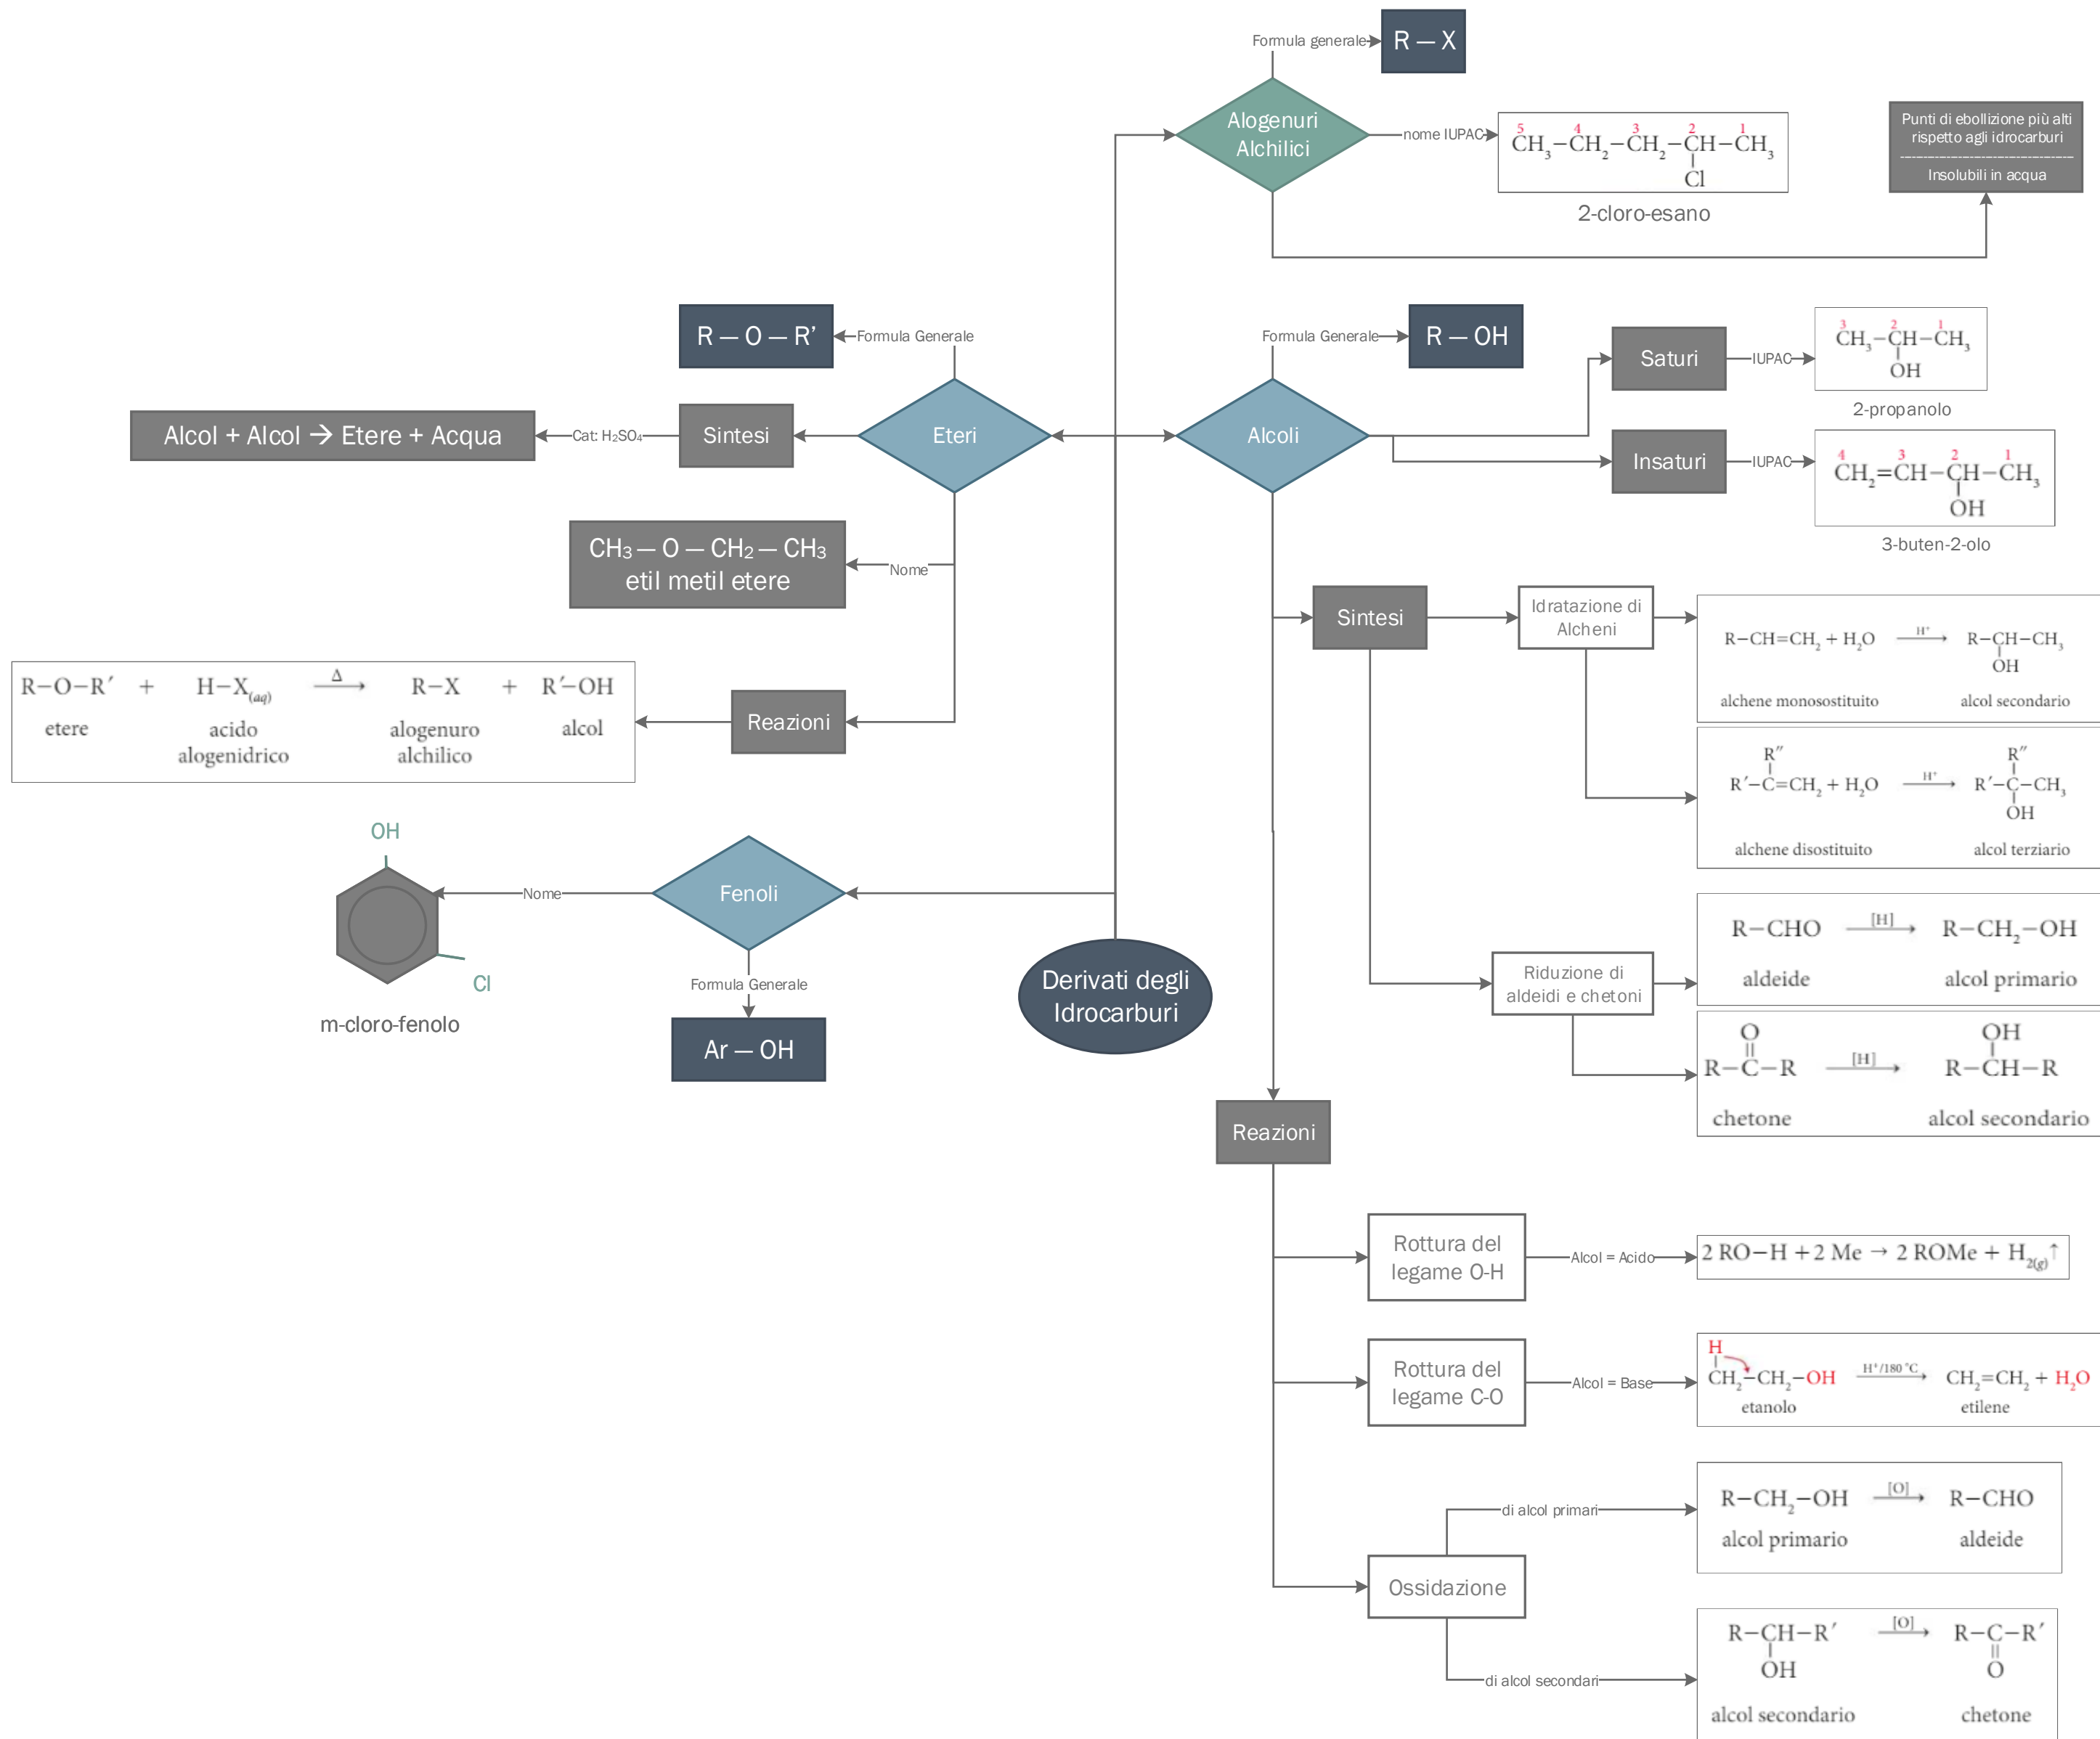 Formula generale
R — X
Alogenuri
Alchilici
nome IUPAC
5 4 3 2 1
CH₃−CH₂−CH₂−CH−CH₃
Cl
2-cloro-esano
Punti di ebollizione più alti
rispetto agli idrocarburi
Insolubili in acqua
R — O — R’
Formula Generale
Eteri
Sintesi
Cat: H₂SO₄
Alcol + Alcol → Etere + Acqua
Nome
CH₃ — O — CH₂ — CH₃
etil metil etere
Reazioni
R−O−R′ + H−X(aq) Δ⟶ R−X + R′−OH
etere acido alogenuro alcol
alogenidrico alchilico
Formula Generale
R — OH
Alcoli
Saturi
IUPAC
3 2 1
CH₃−CH−CH₃
OH
2-propanolo
Insaturi
IUPAC
4 3 2 1
CH₂=CH−CH−CH₃
OH
3-buten-2-olo
Sintesi
Idratazione di
Alcheni
R−CH=CH₂ + H₂O H⁺⟶ R−CH−CH₃
OH
alchene monosostituito alcol secondario
R″ R″
R′−C=CH₂ + H₂O H⁺⟶ R′−C−CH₃
OH
alchene disostituito alcol terziario
Riduzione di
aldeidi e chetoni
R−CHO [H]⟶ R−CH₂−OH
aldeide alcol primario
O OH
R−C−R [H]⟶ R−CH−R
chetone alcol secondario
Fenoli
Nome
OH
Cl
m-cloro-fenolo
Formula Generale
Ar — OH
Derivati degli
Idrocarburi
Reazioni
Rottura del
legame O-H
Alcol = Acido
2 RO−H + 2 Me → 2 ROMe + H₂(g)↑
Rottura del
legame C-O
Alcol = Base
H
CH₂−CH₂−OH H⁺/180 °C⟶ CH₂=CH₂ + H₂O
etanolo etilene
Ossidazione
di alcol primari
R−CH₂−OH [O]⟶ R−CHO
alcol primario aldeide
di alcol secondari
R−CH−R′ [O]⟶ R−C−R′
OH O
alcol secondario chetone